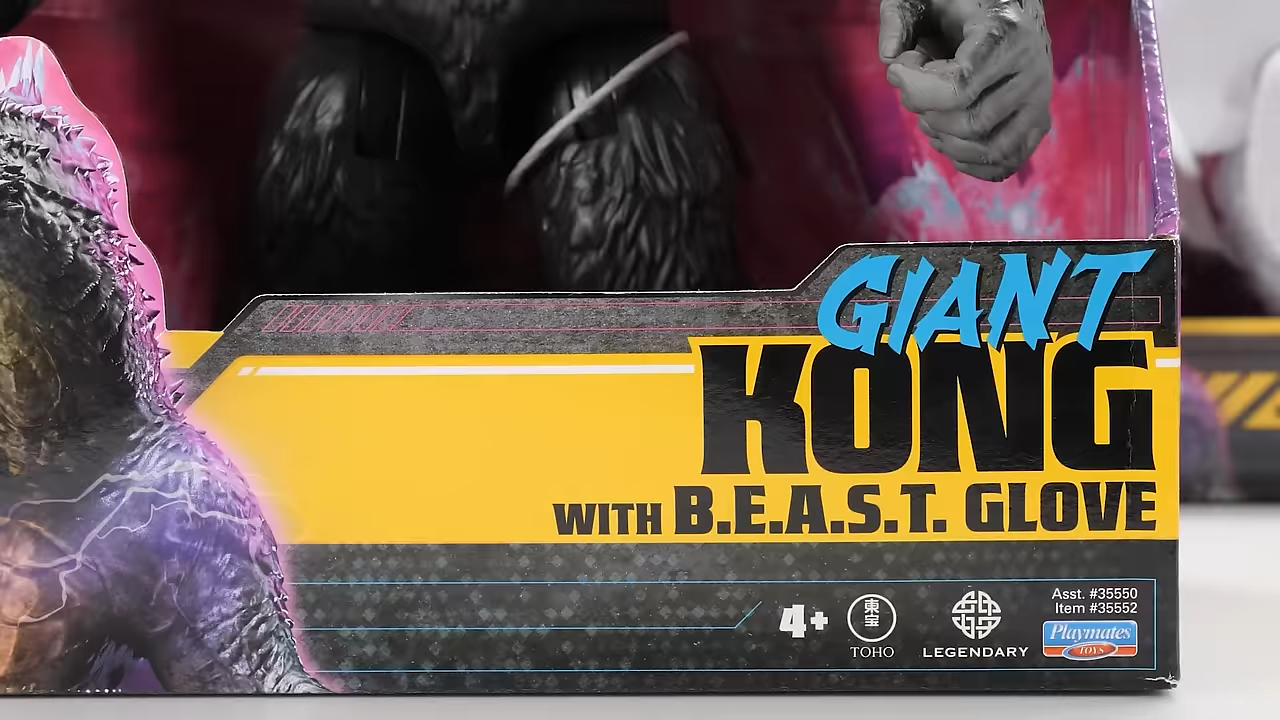 GIANT
KONG
WITH B.E.A.S.T. GLOVE
4+
東宝
TOHO
LEGENDARY
Asst. #35550
Item #35552
Playmates
TOYS